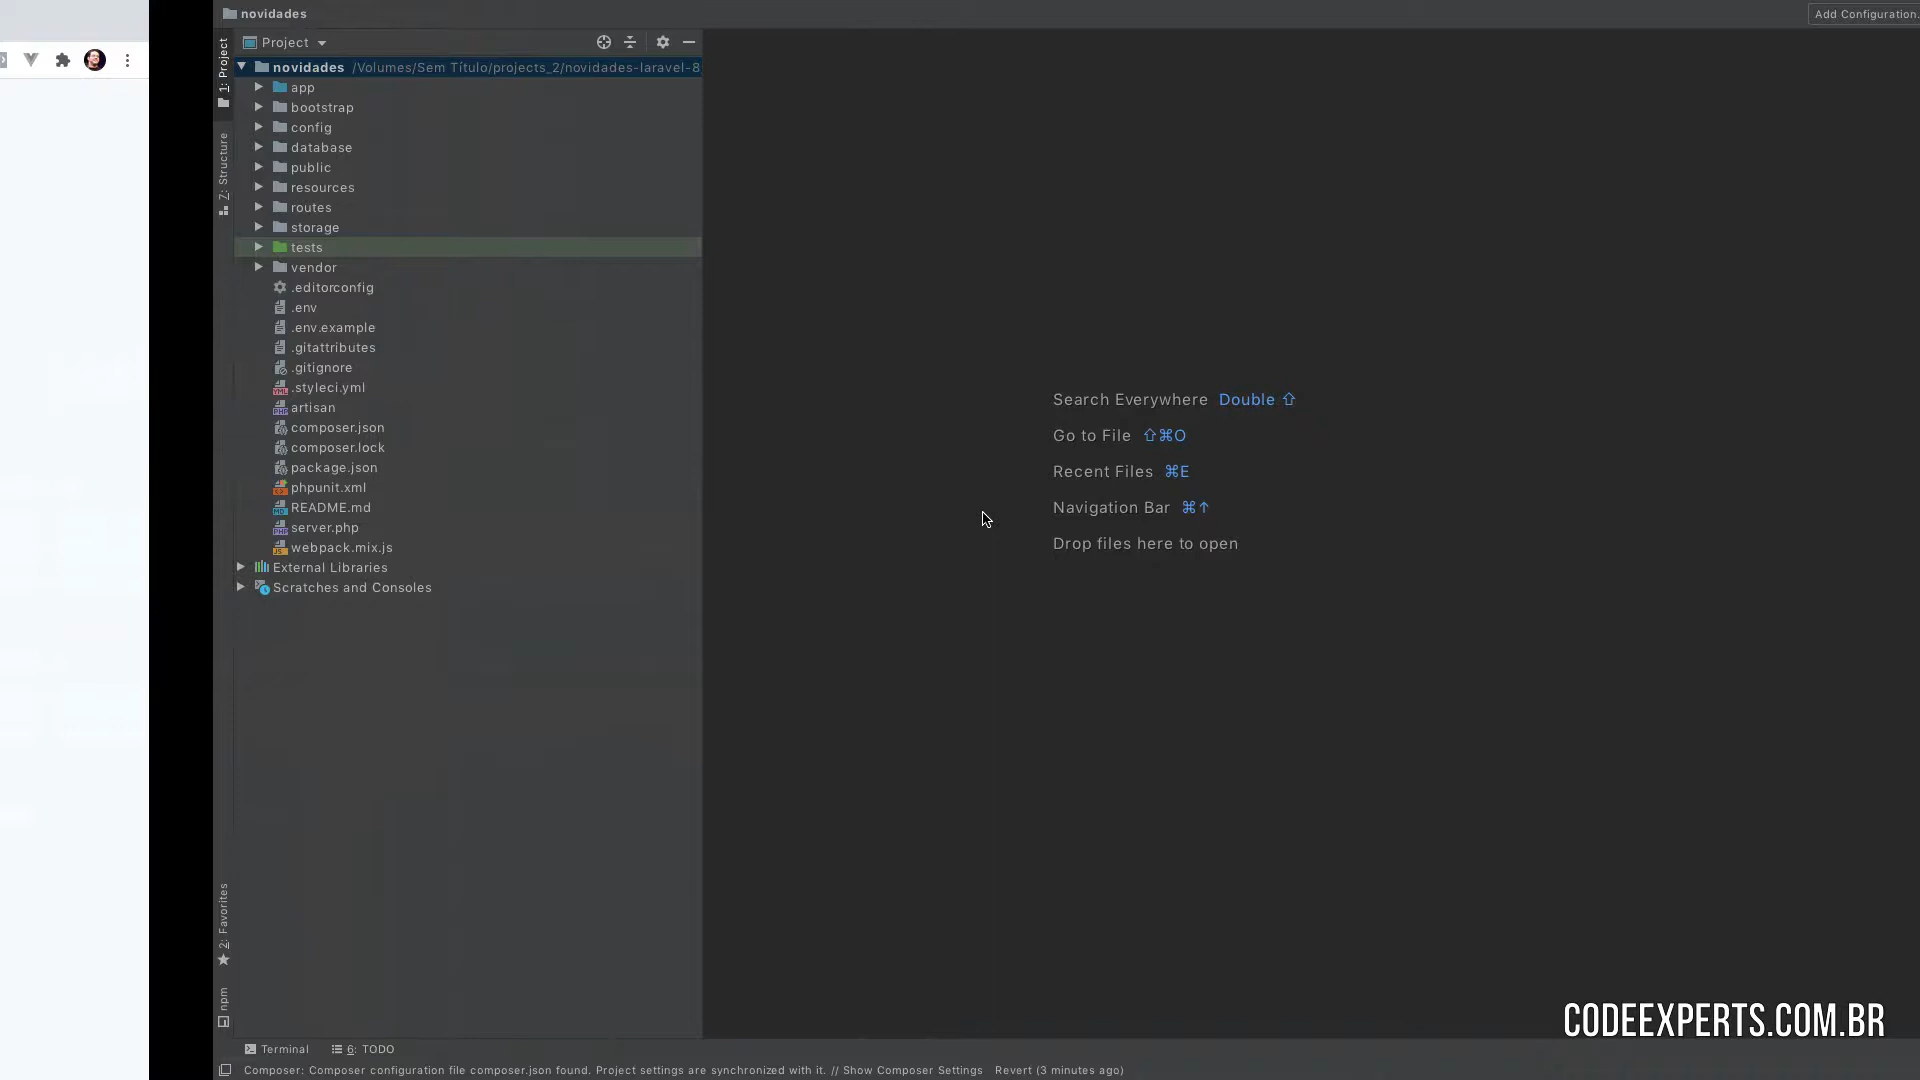 novidades
Add Configuration.
1: Project
Project
novidades /Volumes/Sem Título/projects_2/novidades-laravel-8
app
bootstrap
config
database
public
resources
routes
storage
tests
vendor
.editorconfig
.env
.env.example
.gitattributes
.gitignore
.styleci.yml
artisan
composer.json
composer.lock
package.json
phpunit.xml
README.md
server.php
webpack.mix.js
External Libraries
Scratches and Consoles
7: Structure
2: Favorites
npm
Search Everywhere Double ⇧
Go to File ⇧⌘O
Recent Files ⌘E
Navigation Bar ⌘↑
Drop files here to open
CODEEXPERTS.COM.BR
Terminal
6: TODO
Composer: Composer configuration file composer.json found. Project settings are synchronized with it. // Show Composer Settings Revert (3 minutes ago)